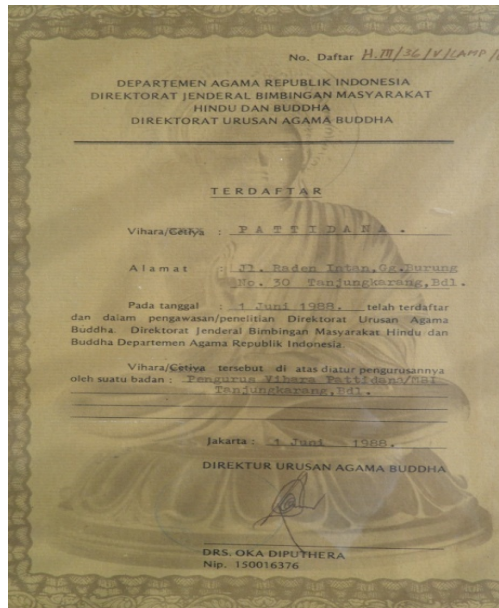 No. Daftar H.III/36/V/LAMP/
DEPARTEMEN AGAMA REPUBLIK INDONESIA
DIREKTORAT JENDERAL BIMBINGAN MASYARAKAT
HINDU DAN BUDDHA
DIREKTORAT URUSAN AGAMA BUDDHA
TERDAFTAR
Vihara/Cetiya : PATTIDANA.
Alamat : Jl. Raden Intan,Gg.Burung
No. 30 Tanjungkarang,Bdl.
Pada tanggal : 1 Juni 1988. telah terdaftar
dan dalam pengawasan/penelitian Direktorat Urusan Agama
Buddha. Direktorat Jenderal Bimbingan Masyarakat Hindu dan
Buddha Departemen Agama Republik Indonesia.
Vihara/Cetiya tersebut di atas diatur pengurusannya
oleh suatu badan : Pengurus Vihara Pattidana/
Tanjungkarang,Bdl.
Jakarta : 1 Juni 1988.
DIREKTUR URUSAN AGAMA BUDDHA
DRS. OKA DIPUTHERA
Nip. 150016376